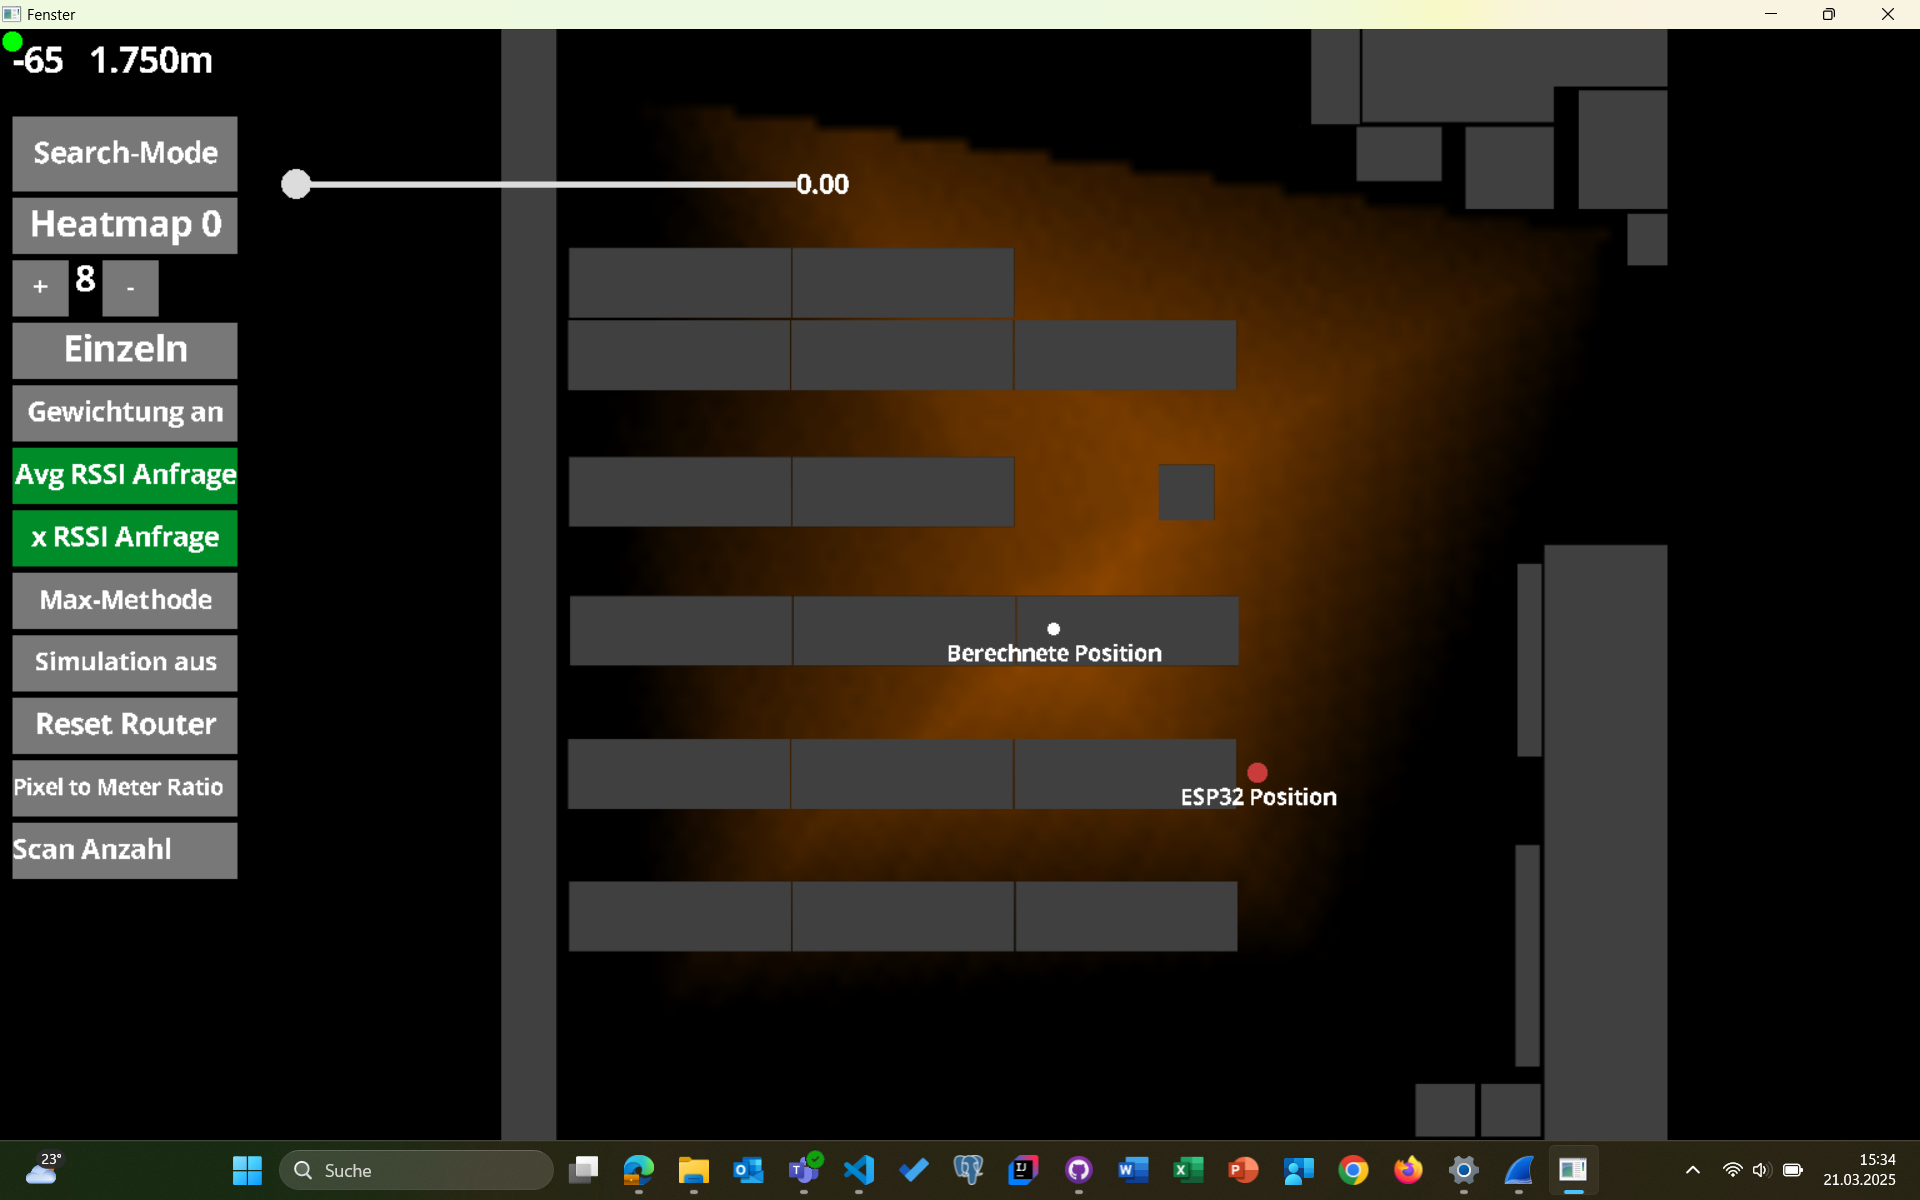 Fenster
-65 1.750m
Search-Mode
0.00
Heatmap 0
+ 8 -
Einzeln
Gewichtung an
Avg RSSI Anfrage
x RSSI Anfrage
Max-Methode
Berechnete Position
Simulation aus
Reset Router
Pixel to Meter Ratio
ESP32 Position
Scan Anzahl
23°
Suche
15:34
21.03.2025